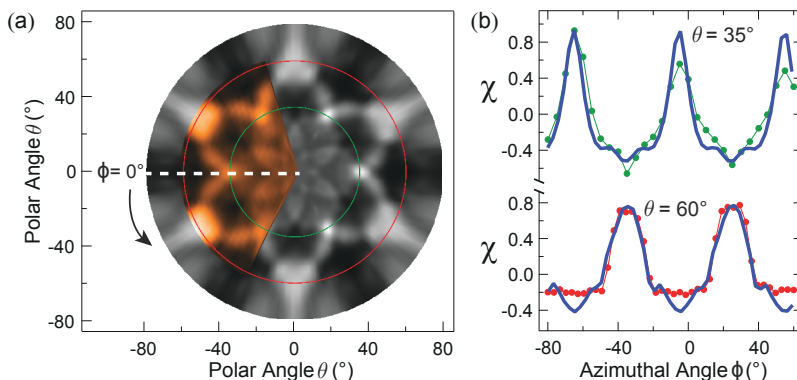 (a)
Polar Angle θ (°)
80
40
0
-40
-80
ϕ= 0°
-80 -40 0 40 80
Polar Angle θ (°)
(b)
χ
0.8
0.4
0.0
-0.4
θ = 35°
χ
0.8
0.4
0.0
-0.4
θ = 60°
-80 -40 0 40
Azimuthal Angle ϕ (°)